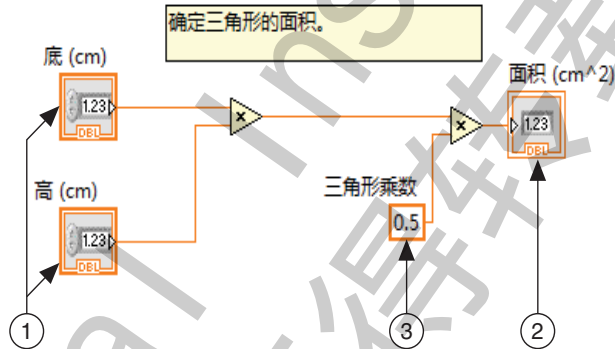 确定三角形的面积。
底 (cm)
面积 (cm^2)
1.23
DBL
×
×
1.23
DBL
高 (cm)
三角形乘数
1.23
DBL
0.5
1
3
2